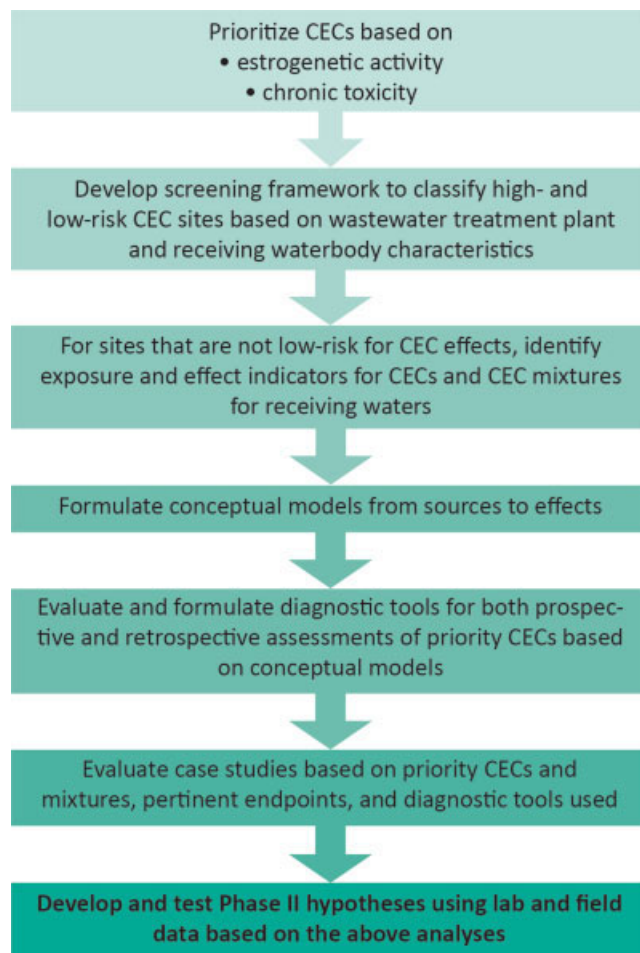 Prioritize CECs based on
• estrogenetic activity
• chronic toxicity
Develop screening framework to classify high- and
low-risk CEC sites based on wastewater treatment plant
and receiving waterbody characteristics
For sites that are not low-risk for CEC effects, identify
exposure and effect indicators for CECs and CEC mixtures
for receiving waters
Formulate conceptual models from sources to effects
Evaluate and formulate diagnostic tools for both prospec-
tive and retrospective assessments of priority CECs based
on conceptual models
Evaluate case studies based on priority CECs and
mixtures, pertinent endpoints, and diagnostic tools used
Develop and test Phase II hypotheses using lab and field
data based on the above analyses